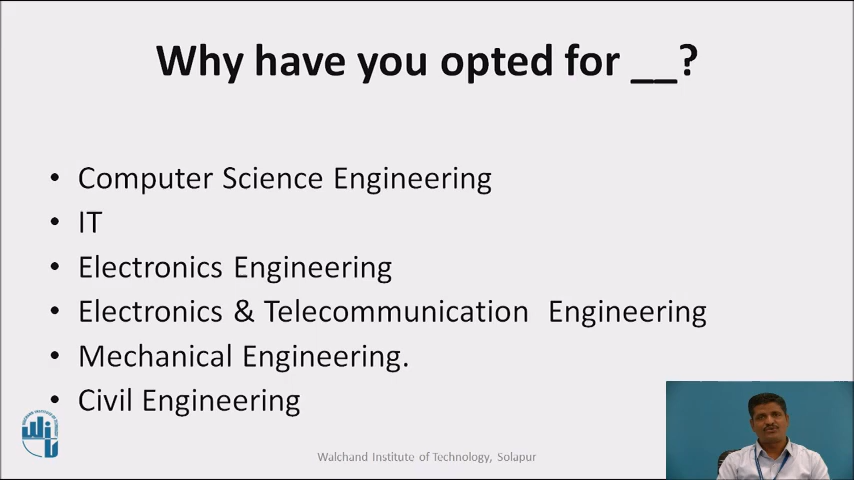 Why have you opted for __?
• Computer Science Engineering
• IT
• Electronics Engineering
• Electronics & Telecommunication Engineering
• Mechanical Engineering.
• Civil Engineering
WIT
Walchand Institute of Technology, Solapur